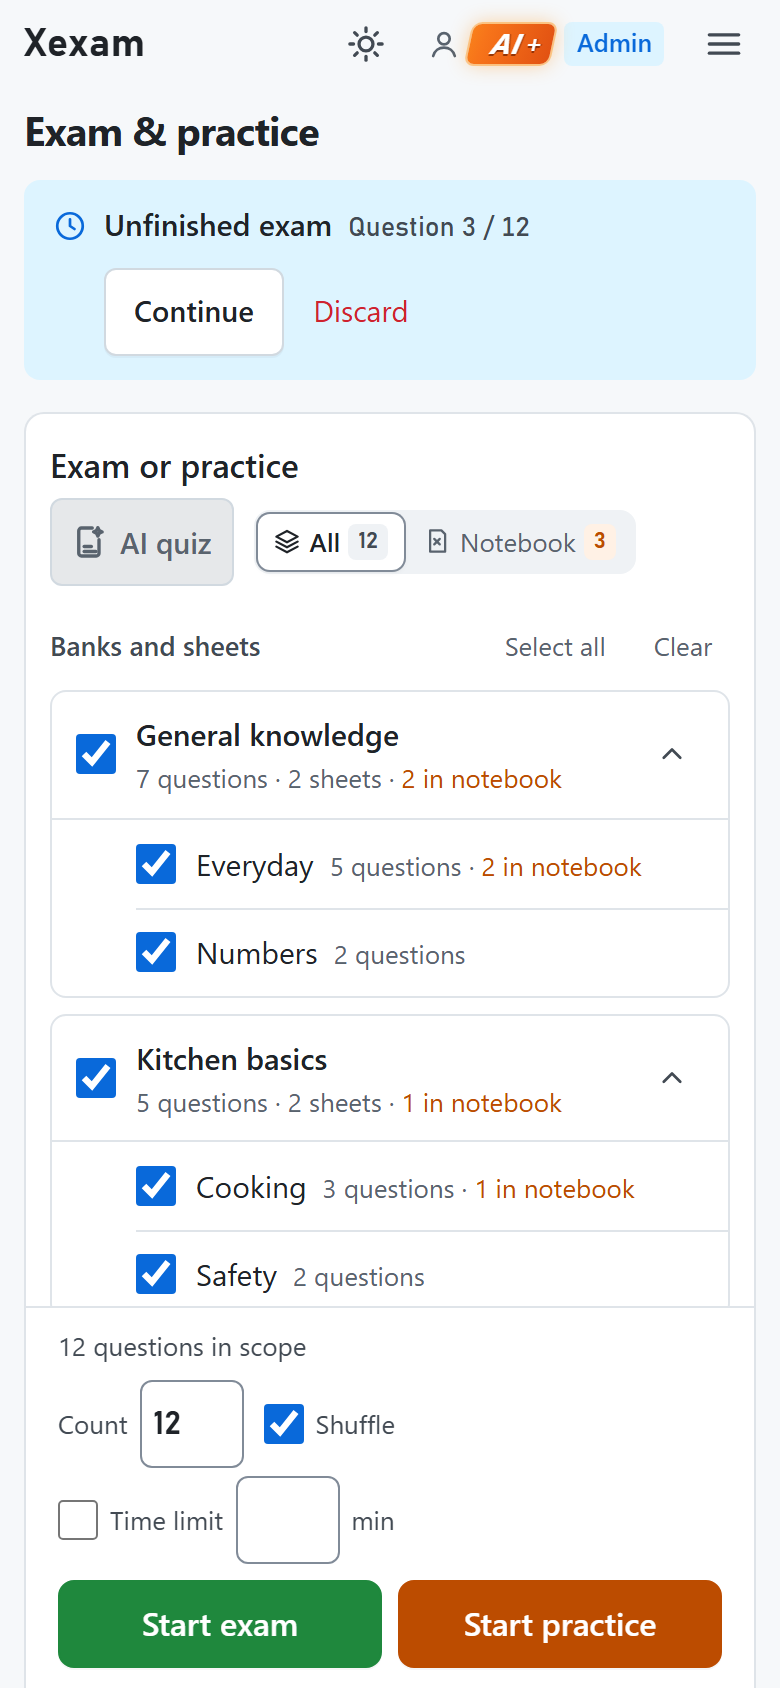 Xexam AI+ Admin
Exam & practice
Unfinished exam Question 3 / 12
Continue Discard
Exam or practice
AI quiz All 12 Notebook 3
Banks and sheets Select all Clear
General knowledge
7 questions · 2 sheets · 2 in notebook
Everyday 5 questions · 2 in notebook
Numbers 2 questions
Kitchen basics
5 questions · 2 sheets · 1 in notebook
Cooking 3 questions · 1 in notebook
Safety 2 questions
12 questions in scope
Count 12 Shuffle
Time limit min
Start exam Start practice